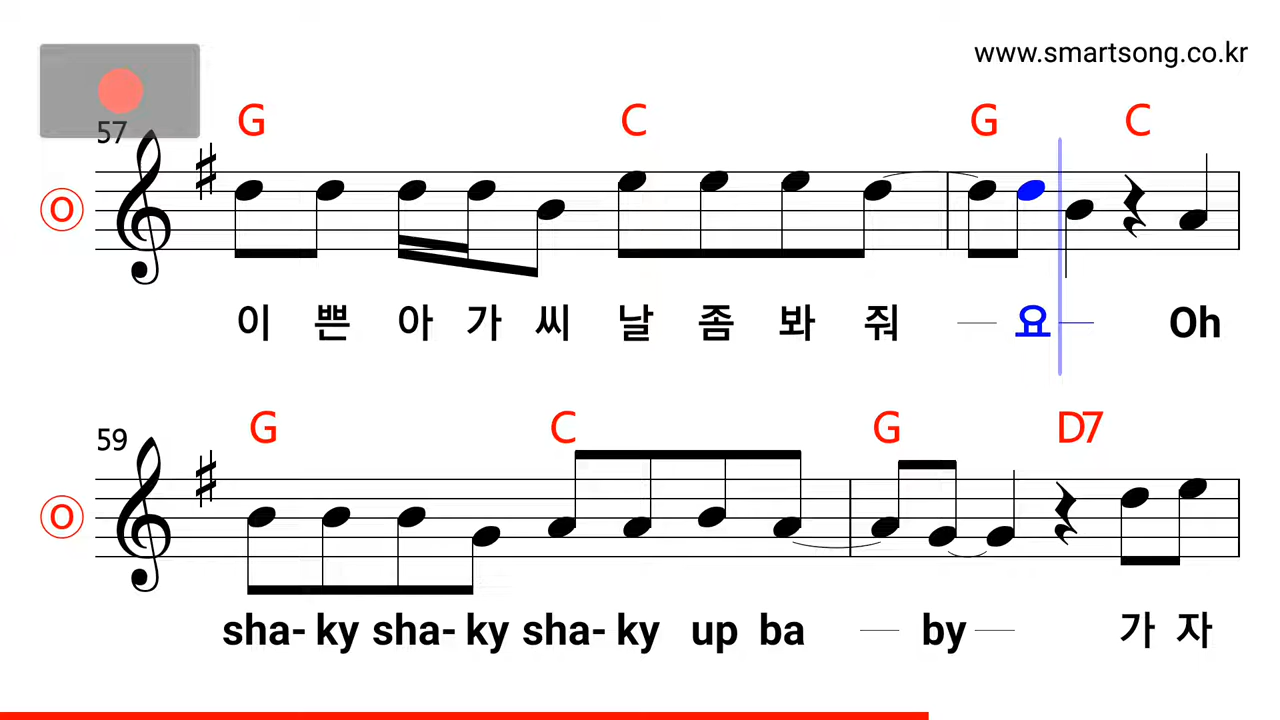 www.smartsong.co.kr
57
G C G C
O
이 쁜 아 가 씨 날 좀 봐 줘 요 Oh
59
G C G D7
O
sha- ky sha- ky sha- ky up ba by 가 자